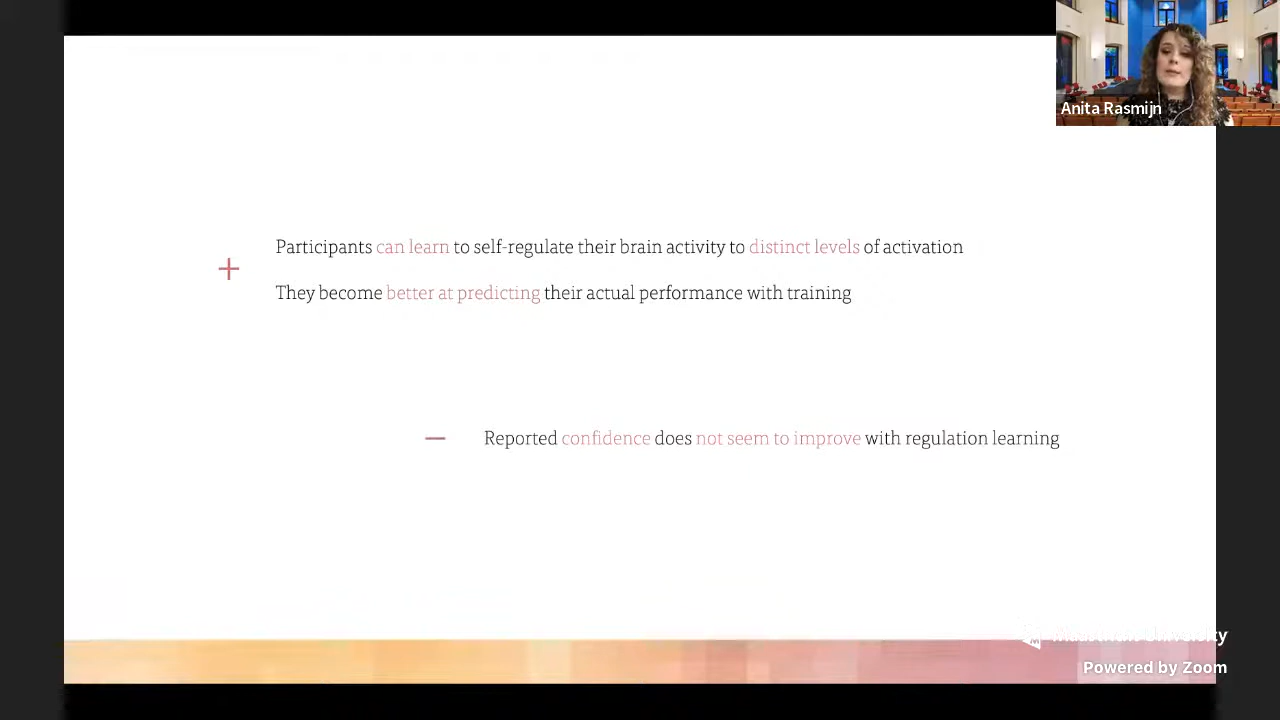 Anita Rasmijn
Participants can learn to self-regulate their brain activity to distinct levels of activation
+
They become better at predicting their actual performance with training
– Reported confidence does not seem to improve with regulation learning
University
Powered by Zoom